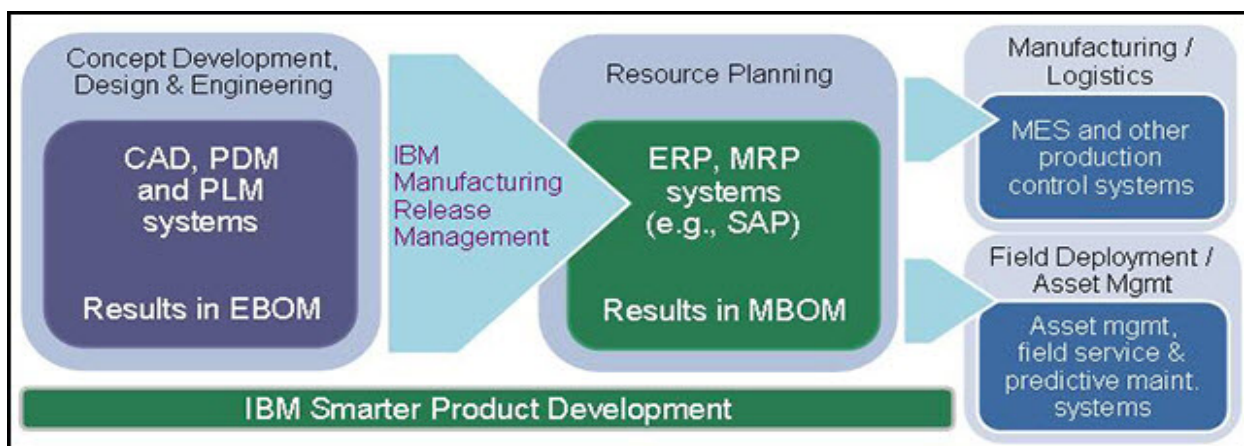 Concept Development,
Design & Engineering
CAD, PDM
and PLM
systems
Results in EBOM
IBM
Manufacturing
Release
Management
Resource Planning
ERP, MRP
systems
(e.g., SAP)
Results in MBOM
Manufacturing /
Logistics
MES and other
production
control systems
Field Deployment /
Asset Mgmt
Asset mgmt,
field service &
predictive maint.
systems
IBM Smarter Product Development